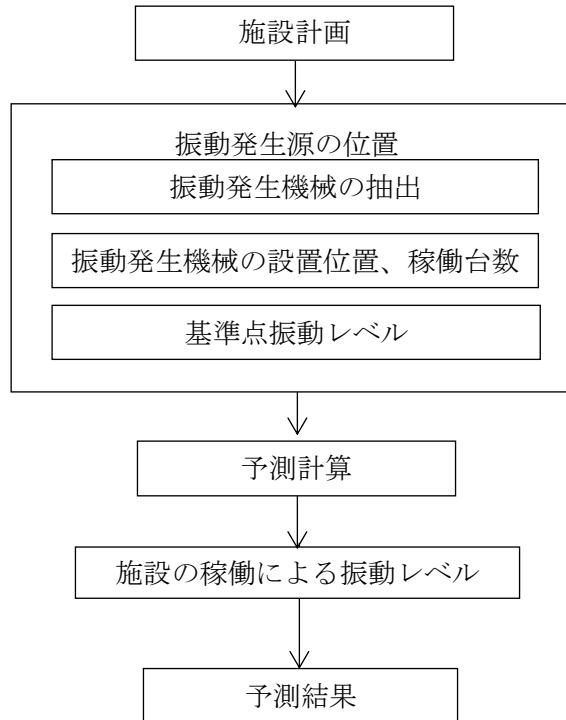 施設計画
振動発生源の位置
振動発生機械の抽出
振動発生機械の設置位置、稼働台数
基準点振動レベル
予測計算
施設の稼働による振動レベル
予測結果